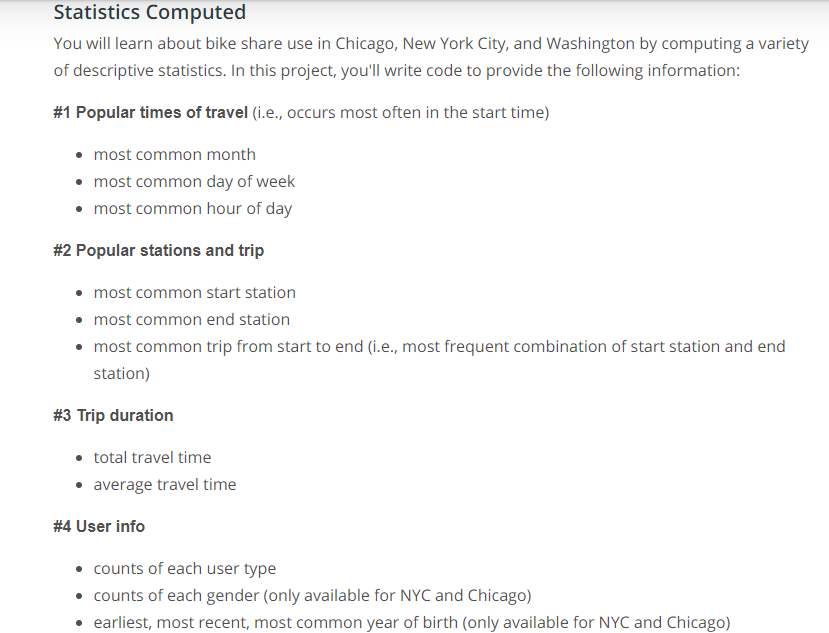 Statistics Computed
You will learn about bike share use in Chicago, New York City, and Washington by computing a variety
of descriptive statistics. In this project, you'll write code to provide the following information:
#1 Popular times of travel (i.e., occurs most often in the start time)
• most common month
• most common day of week
• most common hour of day
#2 Popular stations and trip
• most common start station
• most common end station
• most common trip from start to end (i.e., most frequent combination of start station and end
station)
#3 Trip duration
• total travel time
• average travel time
#4 User info
• counts of each user type
• counts of each gender (only available for NYC and Chicago)
• earliest, most recent, most common year of birth (only available for NYC and Chicago)